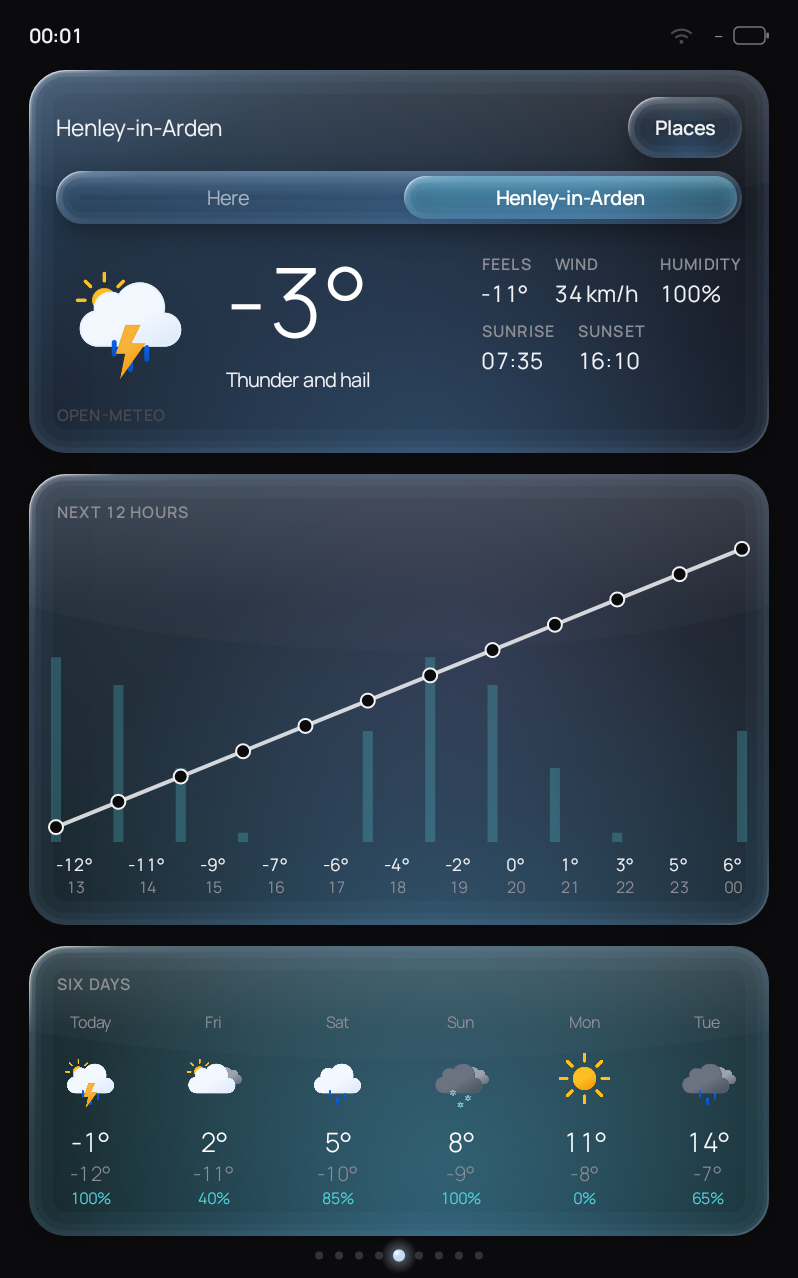 00:01
–
Henley-in-Arden
Places
Here Henley-in-Arden
-3°
Thunder and hail
FEELS WIND HUMIDITY
-11° 34 km/h 100%
SUNRISE SUNSET
07:35 16:10
OPEN-METEO
NEXT 12 HOURS
-12° -11° -9° -7° -6° -4° -2° 0° 1° 3° 5° 6°
13 14 15 16 17 18 19 20 21 22 23 00
SIX DAYS
Today Fri Sat Sun Mon Tue
-1° 2° 5° 8° 11° 14°
-12° -11° -10° -9° -8° -7°
100% 40% 85% 100% 0% 65%